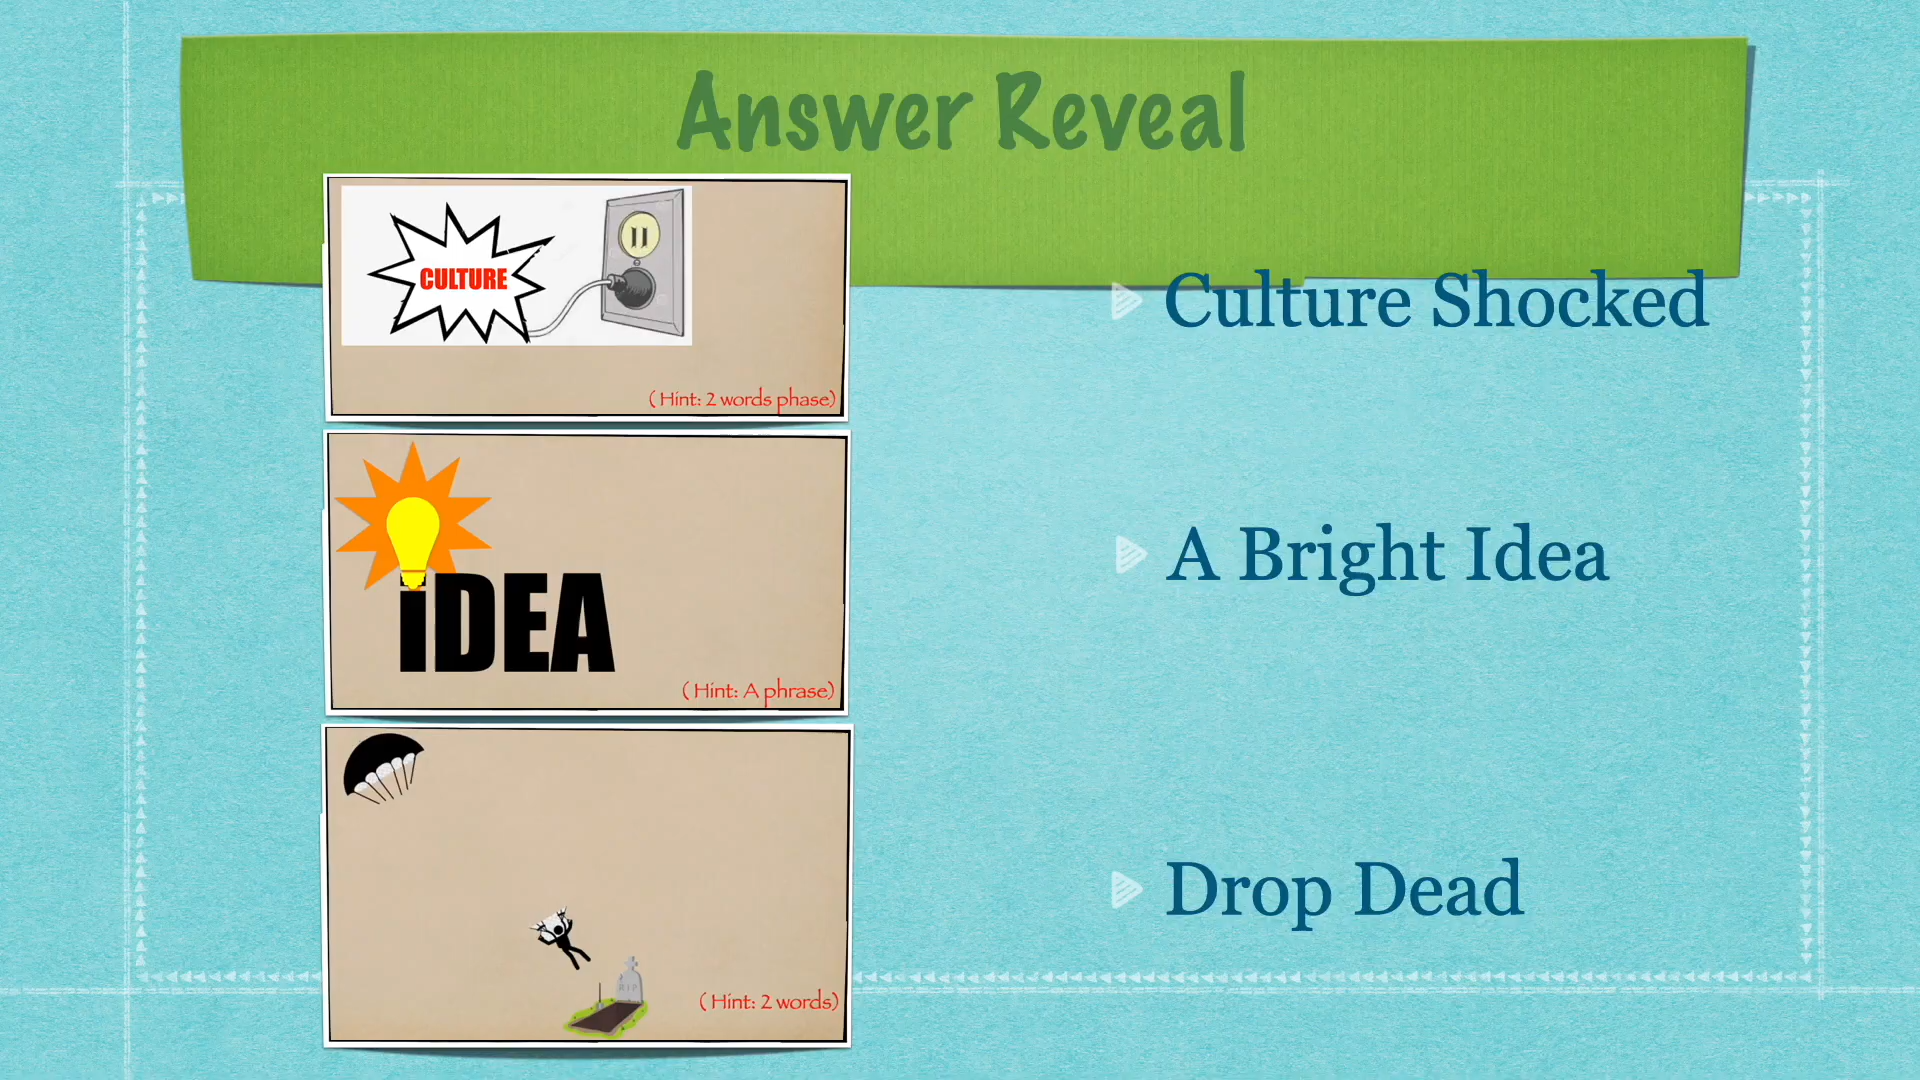 Answer Reveal
CULTURE
( Hint: 2 words phase)
Culture Shocked
iDEA
( Hint: A phrase)
A Bright Idea
RIP
( Hint: 2 words)
Drop Dead